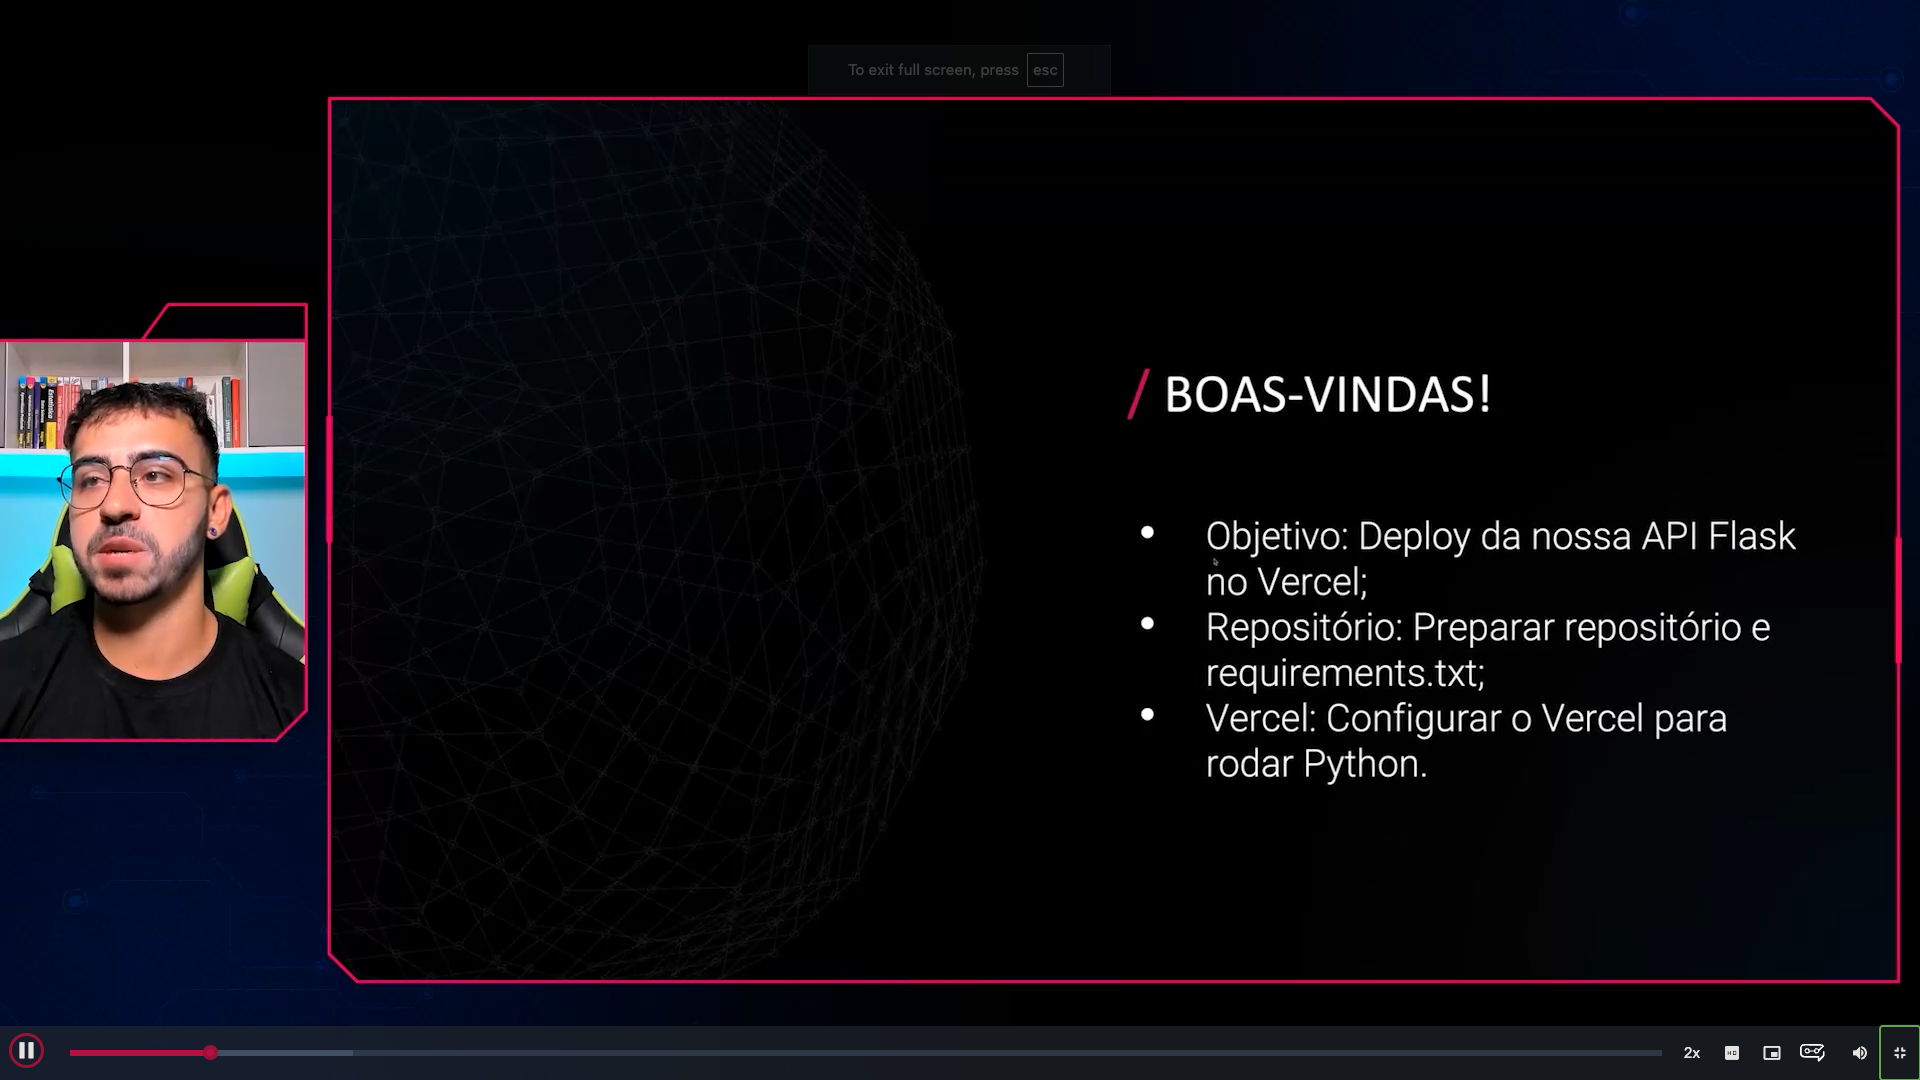 To exit full screen, press esc
/ BOAS-VINDAS!
• Objetivo: Deploy da nossa API Flask
no Vercel;
• Repositório: Preparar repositório e
requirements.txt;
• Vercel: Configurar o Vercel para
rodar Python.
2x HD